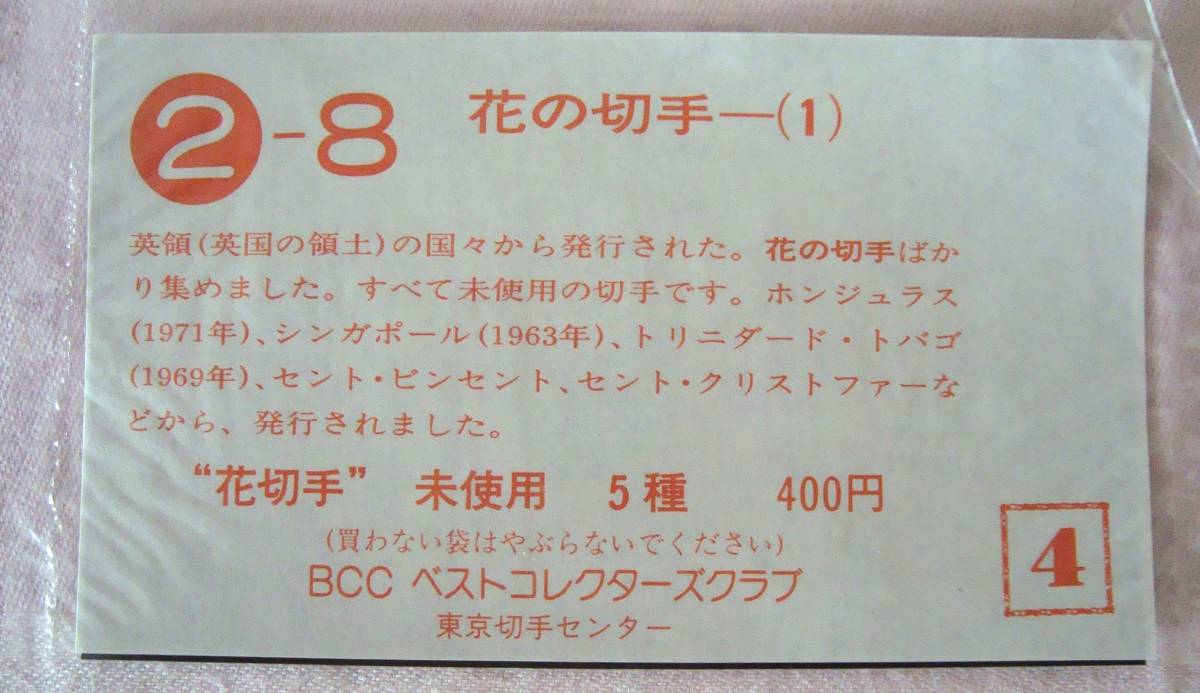 ②-8 花の切手―(1)
英領(英国の領土)の国々から発行された。花の切手ばか
り集めました。すべて未使用の切手です。ホンジュラス
(1971年)、シンガポール(1963年)、トリニダード・トバゴ
(1969年)、セント・ビンセント、セント・クリストファーな
どから、発行されました。
“花切手” 未使用 5種 400円
(買わない袋はやぶらないでください)
BCC ベストコレクターズクラブ
東京切手センター
4